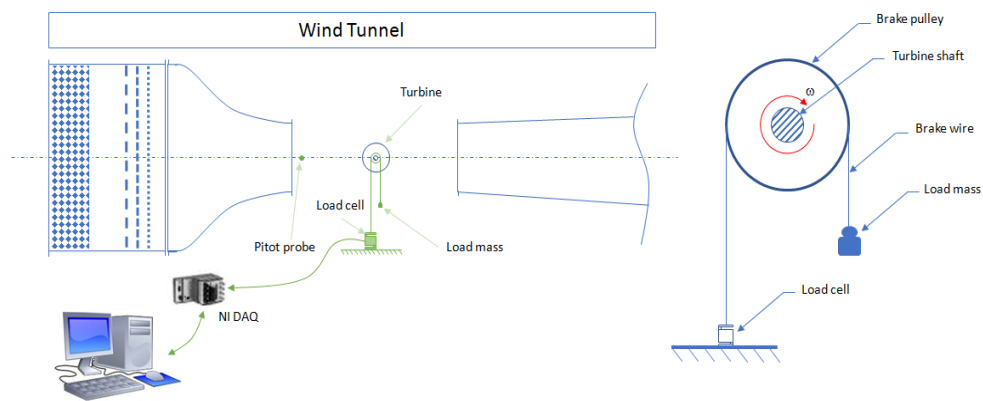 Wind Tunnel
Turbine
Load cell
Pitot probe
Load mass
NI DAQ
Brake pulley
Turbine shaft
ω
Brake wire
Load mass
Load cell